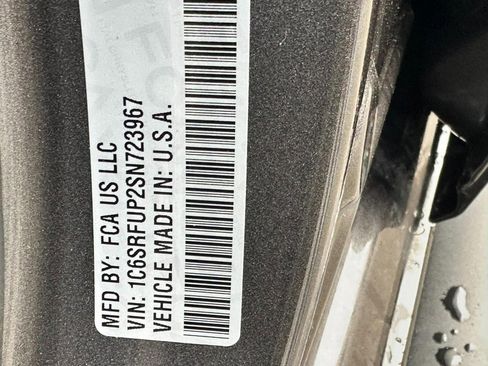 MFD BY: FCA US LLC
VIN: 1C6SRFUP2SN723967
VEHICLE MADE IN: U.S.A.